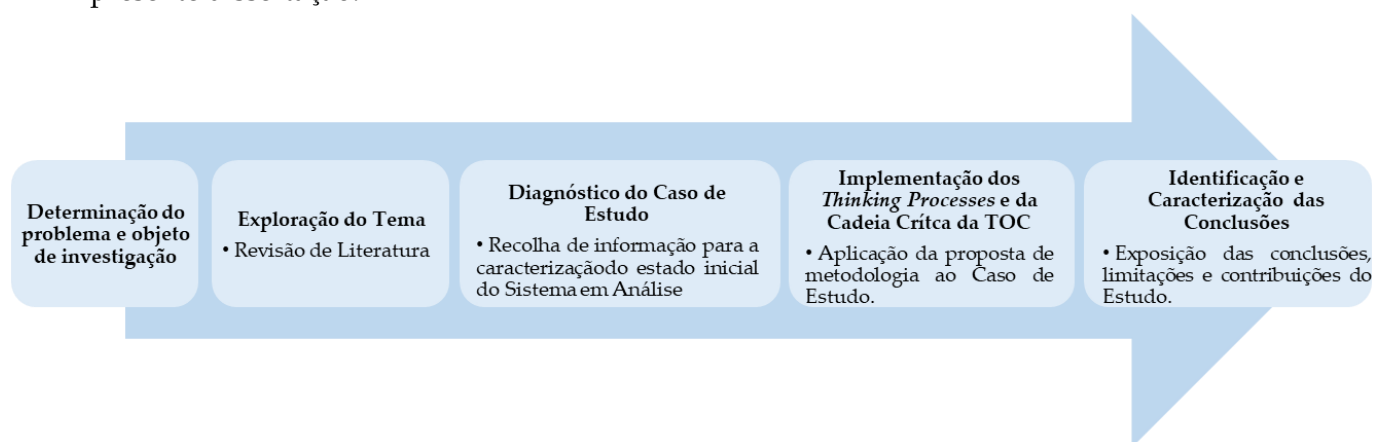 Determinação do
problema e objeto
de investigação
Exploração do Tema
• Revisão de Literatura
Diagnóstico do Caso de
Estudo
• Recolha de informação para a
caracterizaçãodo estado inicial
do Sistema em Análise
Implementação dos
Thinking Processes e da
Cadeia Crítca da TOC
• Aplicação da proposta de
metodologia ao Caso de
Estudo.
Identificação e
Caracterização das
Conclusões
• Exposição das conclusões,
limitações e contribuições do
Estudo.